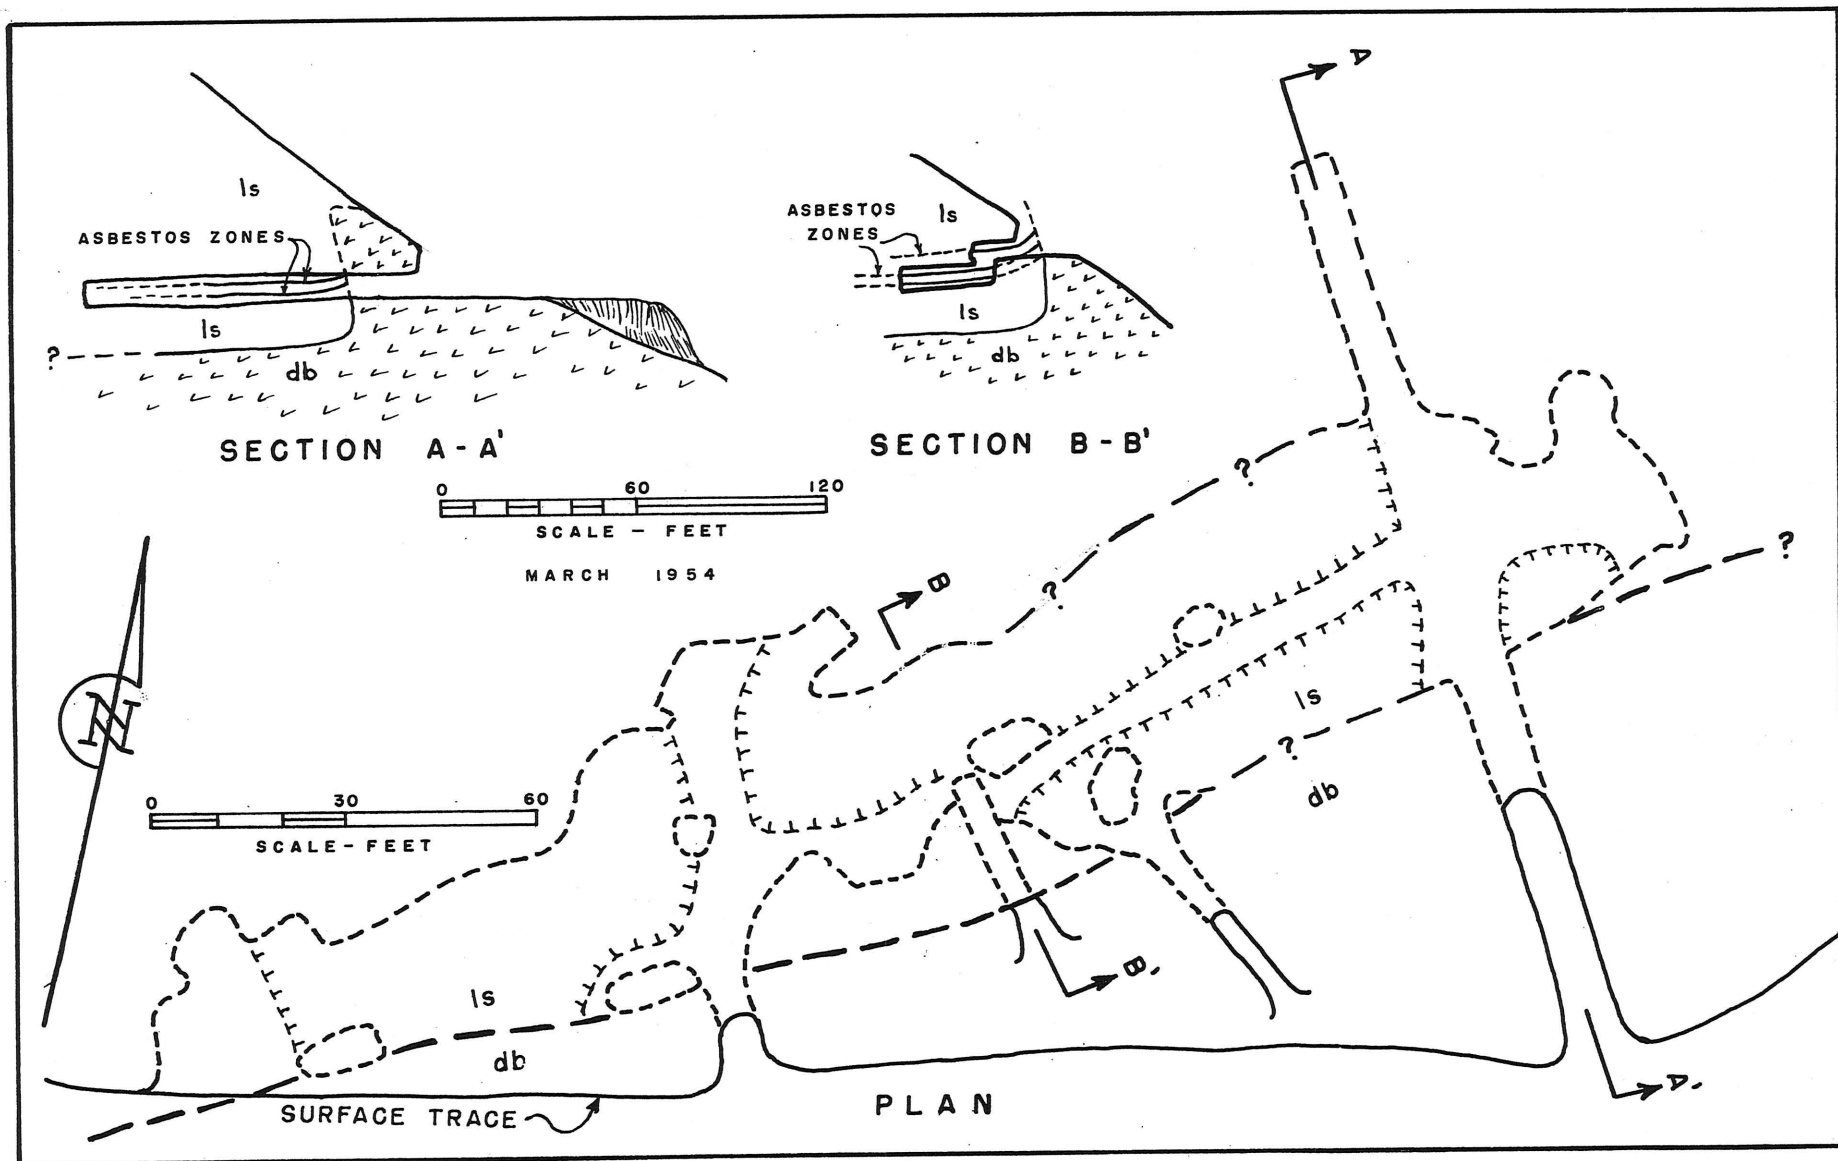 ls
ASBESTOS ZONES
ls
?
db
SECTION A-A'
ASBESTOS
ZONES
ls
ls
db
SECTION B-B'
0 60 120
SCALE - FEET
MARCH 1954
A
?
?
?
B
N
ls
?
db
0 30 60
SCALE-FEET
ls
db
B'
A'
SURFACE TRACE
PLAN